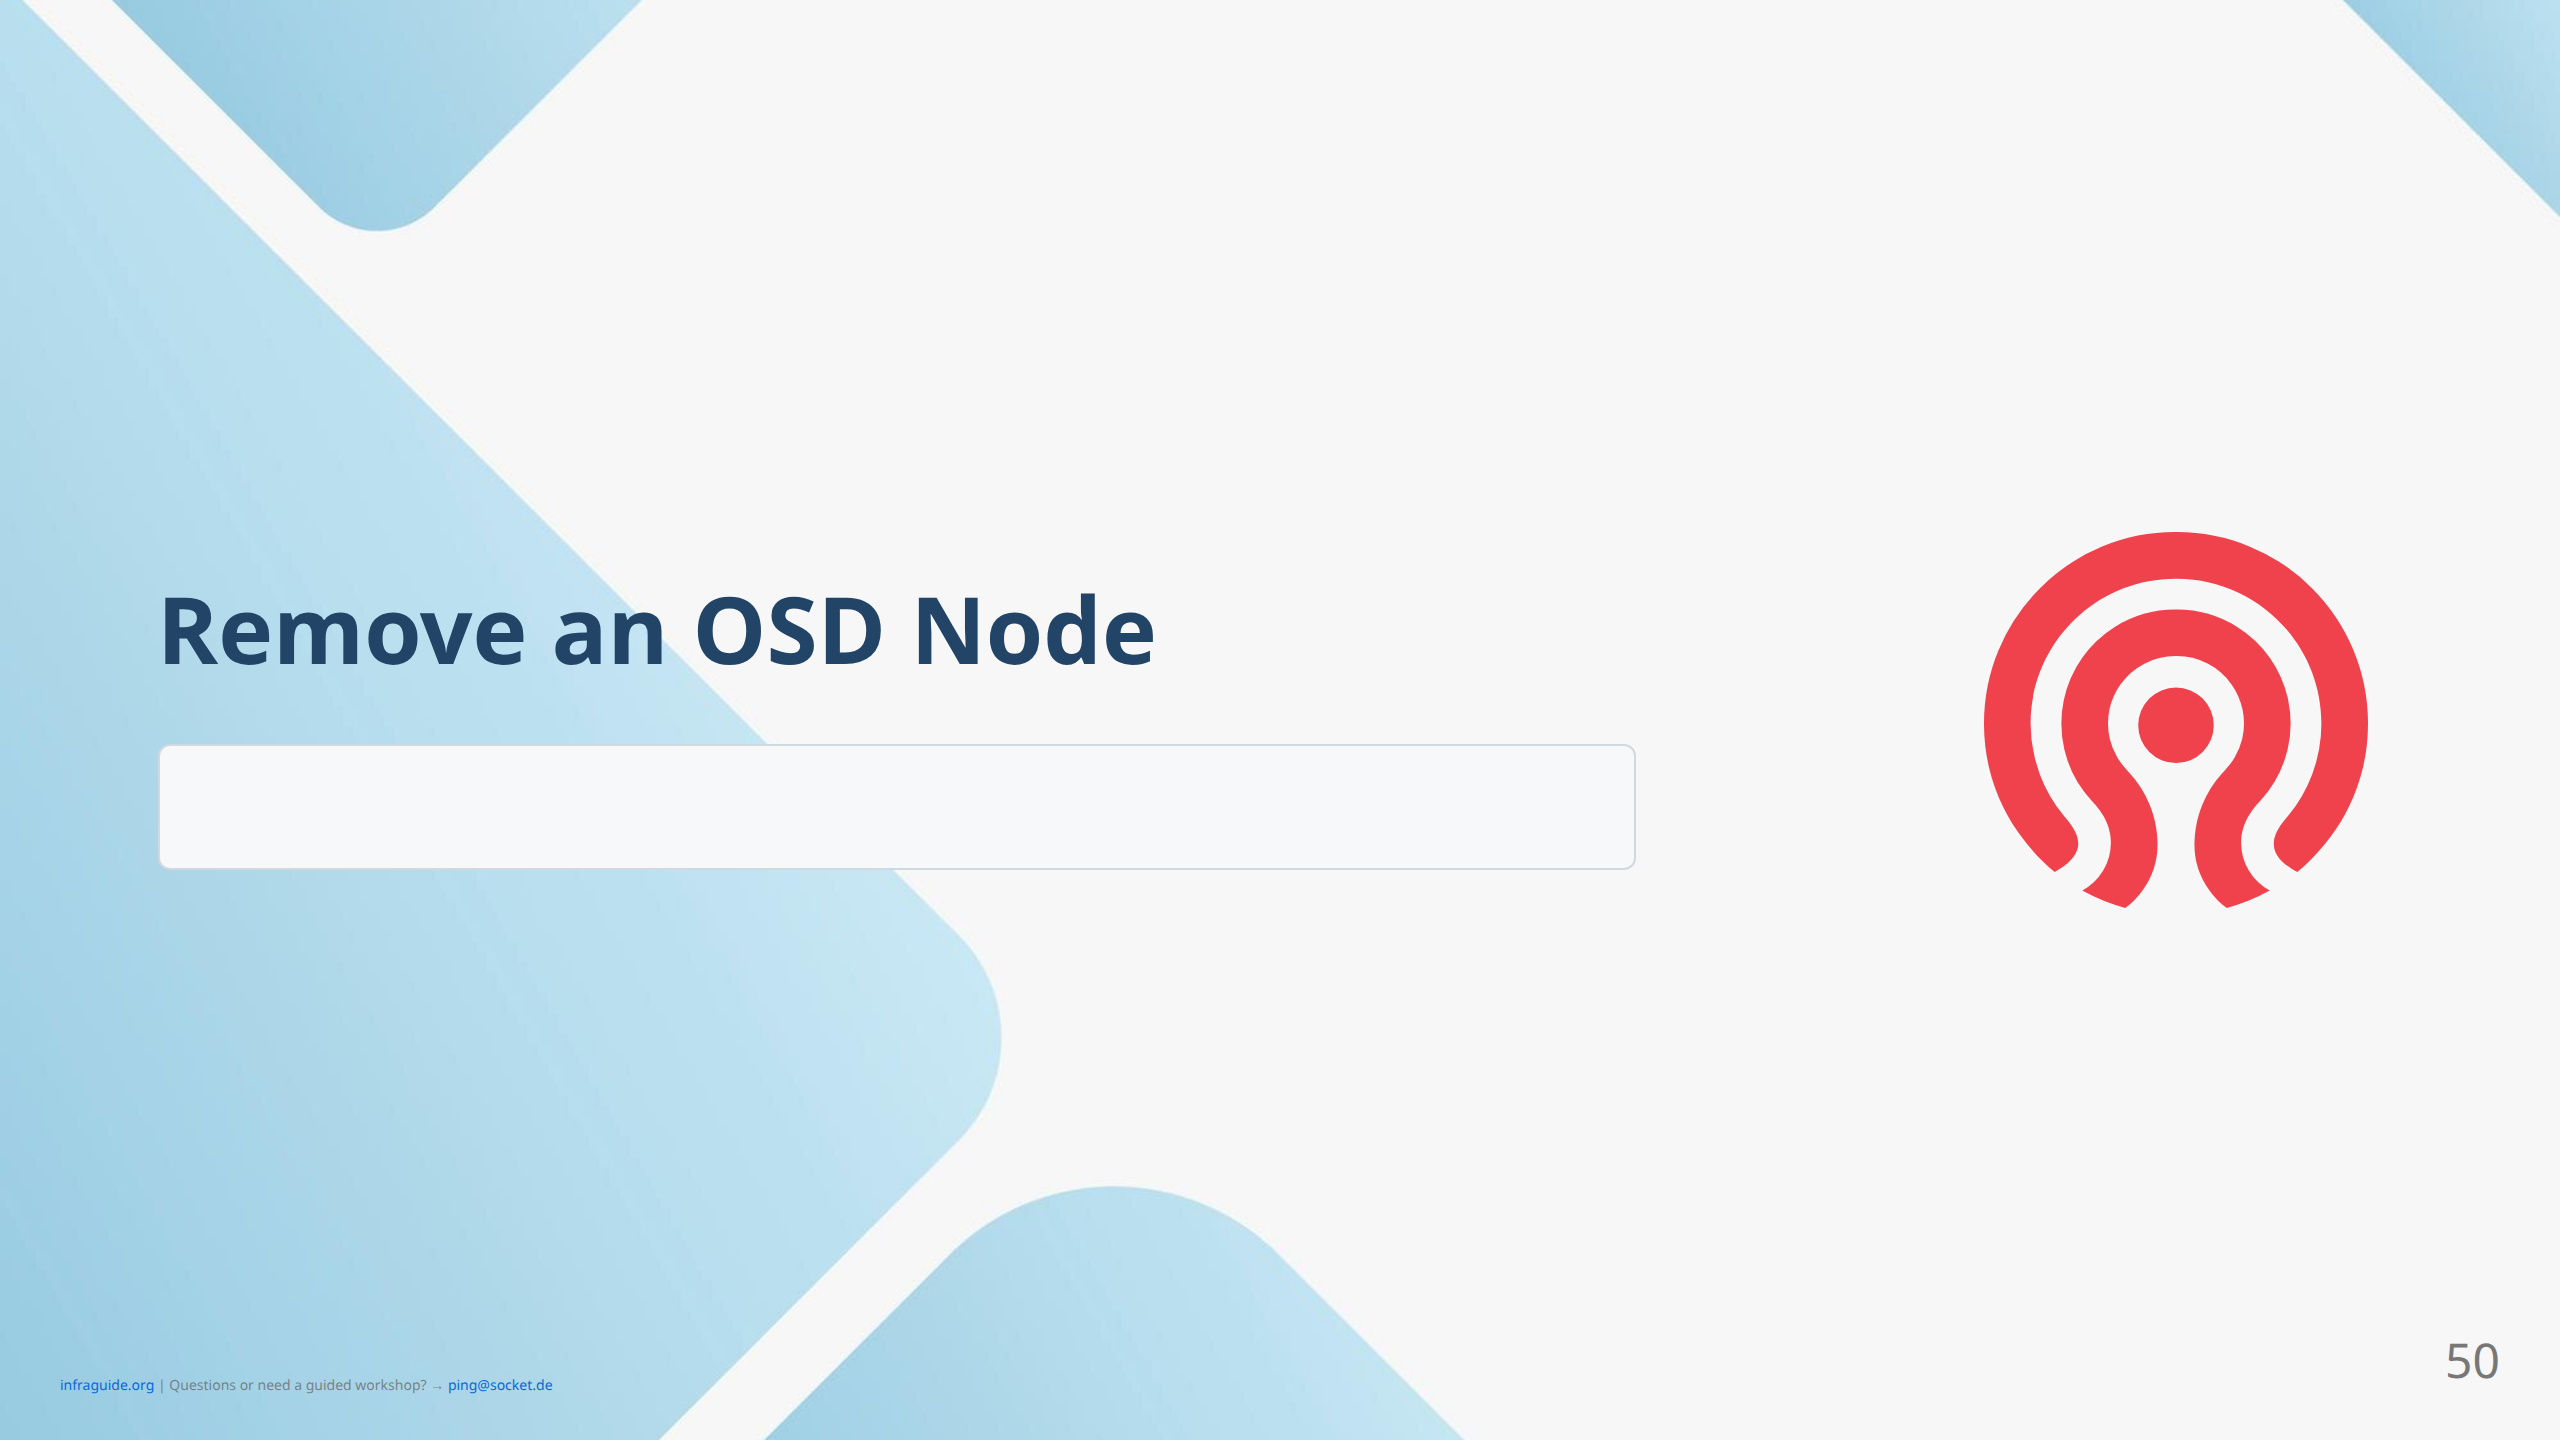 Remove an OSD Node
infraguide.org | Questions or need a guided workshop? → ping@socket.de
50